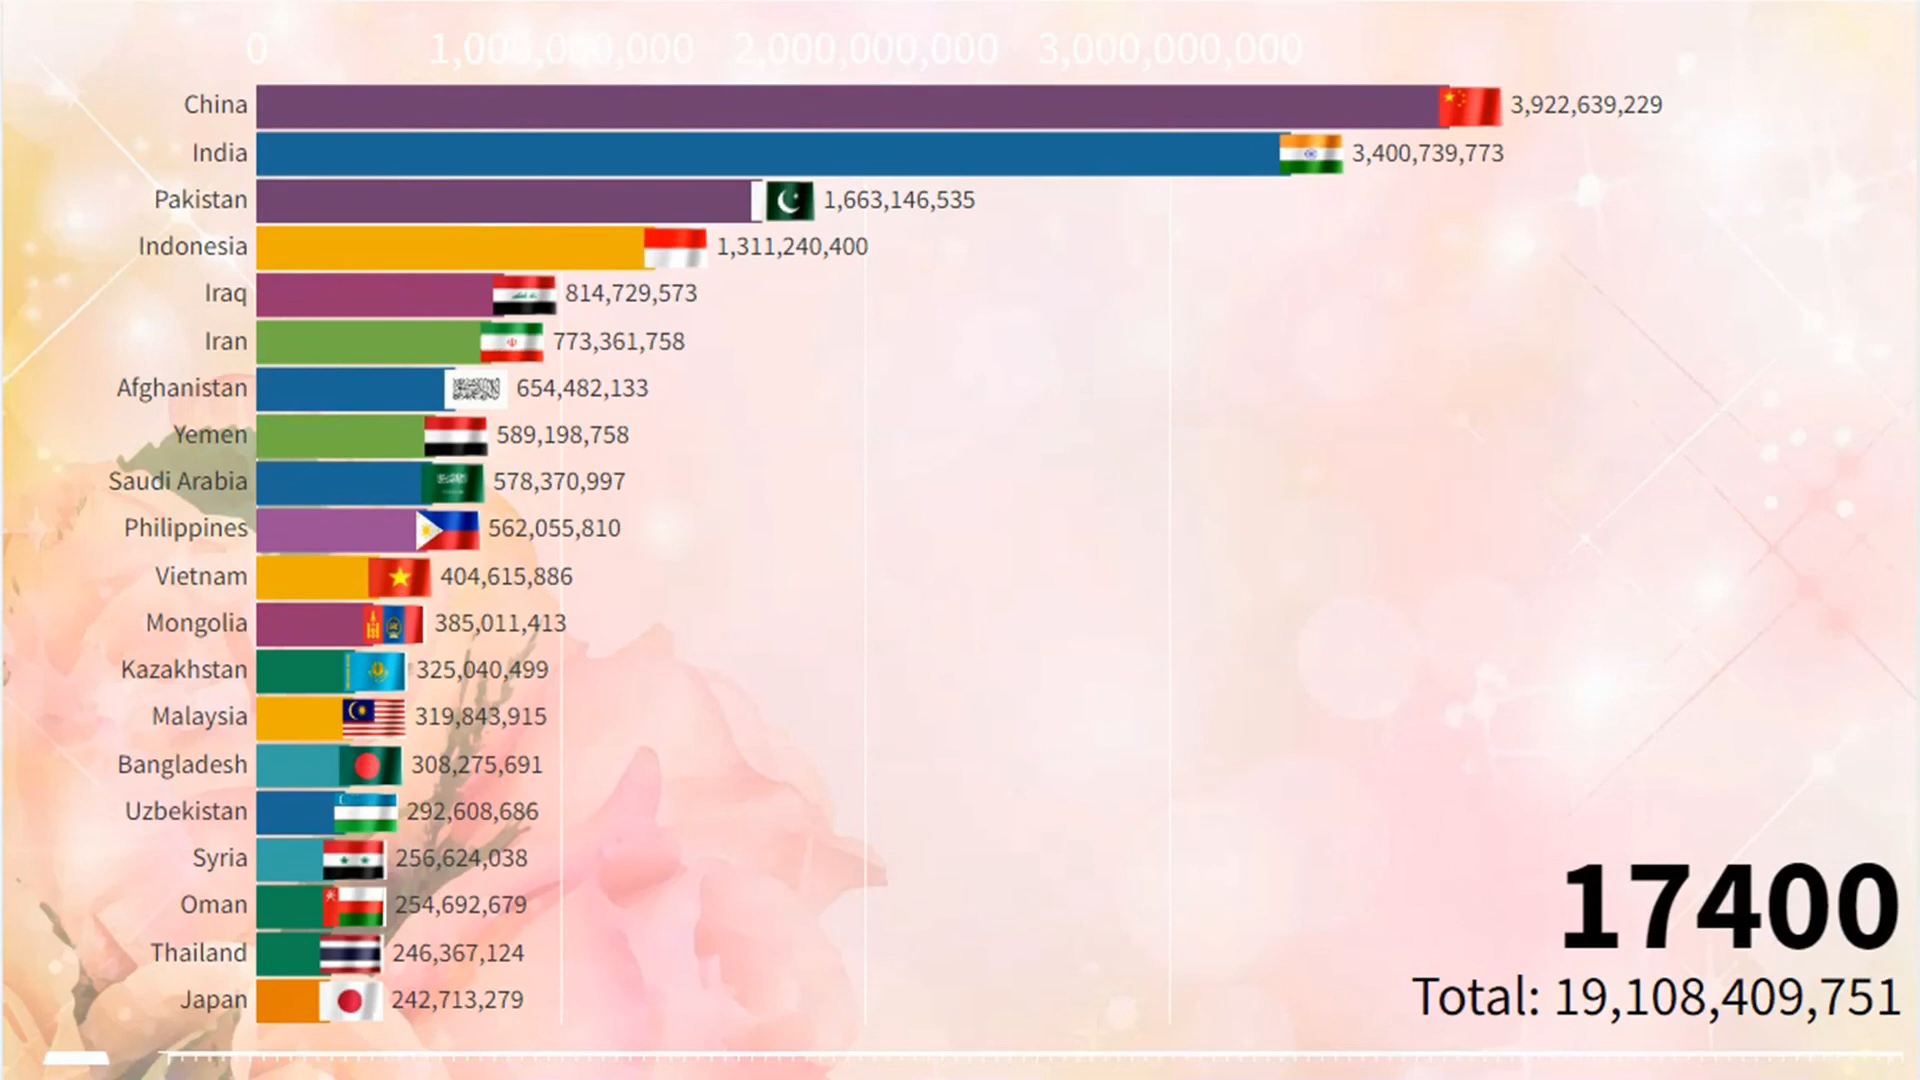 0 1,000,000,000 2,000,000,000 3,000,000,000
China 3,922,639,229
India 3,400,739,773
Pakistan 1,663,146,535
Indonesia 1,311,240,400
Iraq 814,729,573
Iran 773,361,758
Afghanistan 654,482,133
Yemen 589,198,758
Saudi Arabia 578,370,997
Philippines 562,055,810
Vietnam 404,615,886
Mongolia 385,011,413
Kazakhstan 325,040,499
Malaysia 319,843,915
Bangladesh 308,275,691
Uzbekistan 292,608,686
Syria 256,624,038
Oman 254,692,679
Thailand 246,367,124
Japan 242,713,279
17400
Total: 19,108,409,751